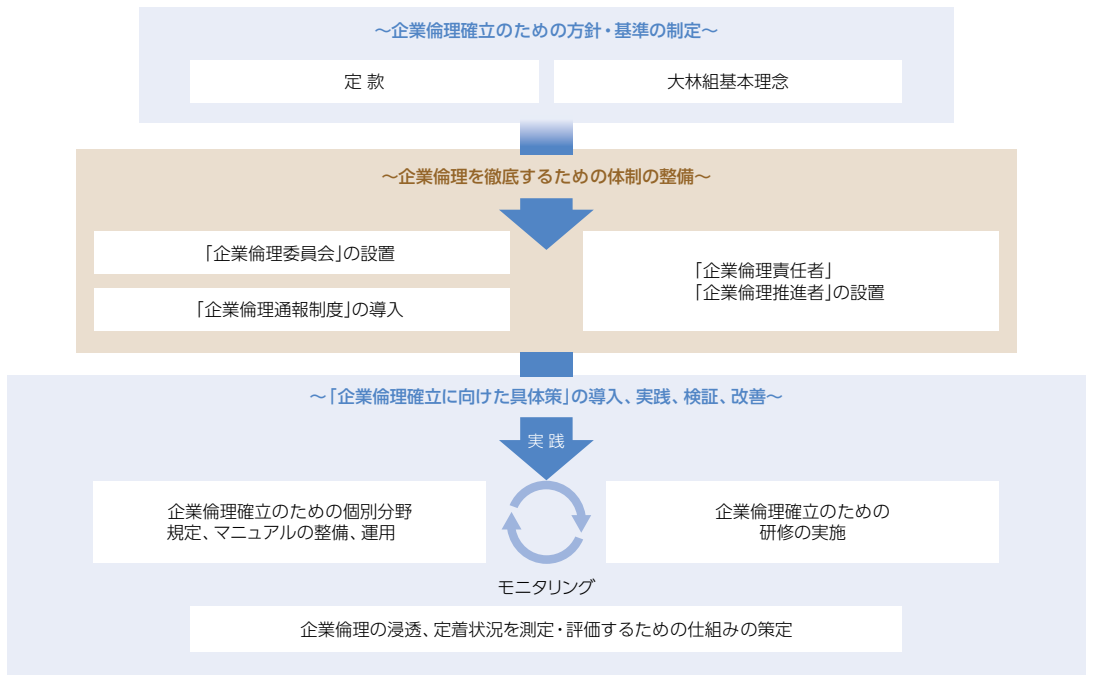 ～企業倫理確立のための方針・基準の制定～
定 款
大林組基本理念
～企業倫理を徹底するための体制の整備～
「企業倫理委員会」の設置
「企業倫理通報制度」の導入
「企業倫理責任者」
「企業倫理推進者」の設置
～「企業倫理確立に向けた具体策」の導入、実践、検証、改善～
実 践
企業倫理確立のための個別分野
規定、マニュアルの整備、運用
企業倫理確立のための
研修の実施
モニタリング
企業倫理の浸透、定着状況を測定・評価するための仕組みの策定